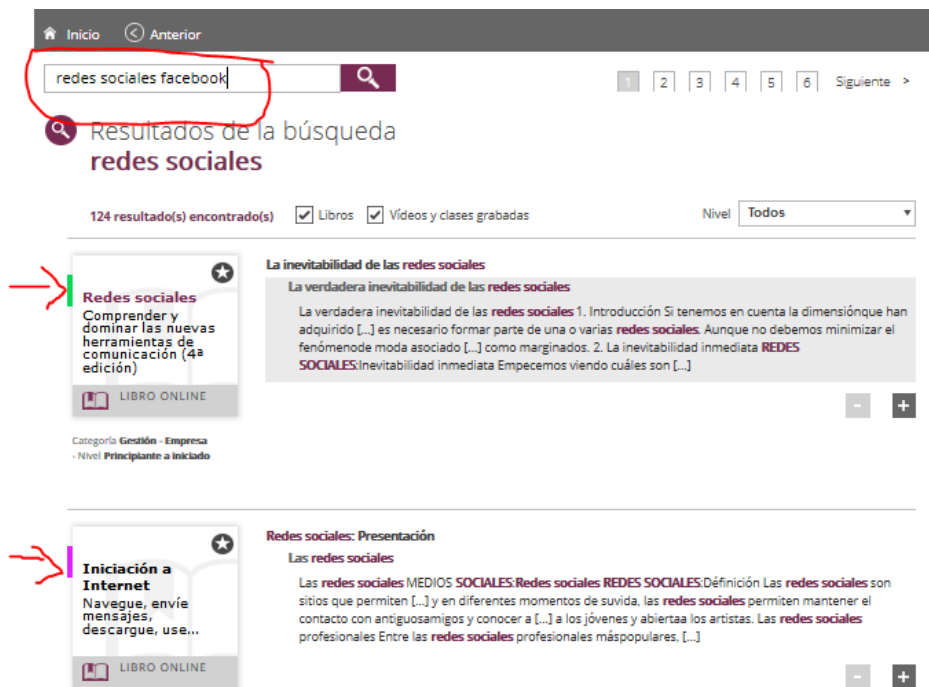 Inicio Anterior
redes sociales facebook
1 2 3 4 5 6 Siguiente >
Resultados de la búsqueda
redes sociales
124 resultado(s) encontrado(s) Libros Vídeos y clases grabadas Nivel Todos
Redes sociales
Comprender y
dominar las nuevas
herramientas de
comunicación (4ª
edición)
LIBRO ONLINE
Categoría Gestión - Empresa
- Nivel Principiante a iniciado
La inevitabilidad de las redes sociales
La verdadera inevitabilidad de las redes sociales
La verdadera inevitabilidad de las redes sociales 1. Introducción Si tenemos en cuenta la dimensiónque han
adquirido [...] es necesario formar parte de una o varias redes sociales. Aunque no debemos minimizar el
fenómenode moda asociado [...] como marginados. 2. La inevitabilidad inmediata REDES
SOCIALES:Inevitabilidad inmediata Empecemos viendo cuáles son [...]
- +
Iniciación a
Internet
Navegue, envíe
mensajes,
descargue, use...
LIBRO ONLINE
Redes sociales: Presentación
Las redes sociales
Las redes sociales MEDIOS SOCIALES:Redes sociales REDES SOCIALES:Définición Las redes sociales son
sitios que permiten [...] y en diferentes momentos de suvida, las redes sociales permiten mantener el
contacto con antiguosamigos y conocer a [...] a los jóvenes y abiertaa los artistas. Las redes sociales
profesionales Entre las redes sociales profesionales máspopulares, [...]
- +